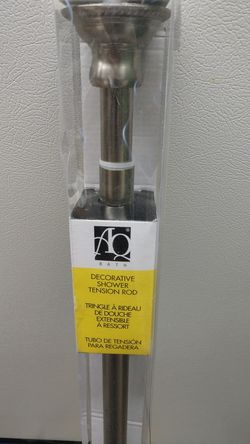 AQ®
BATH
DECORATIVE
SHOWER
TENSION ROD
TRINGLE À RIDEAU
DE DOUCHE
EXTENSIBLE
À RESSORT
TUBO DE TENSIÓN
PARA REGADERA